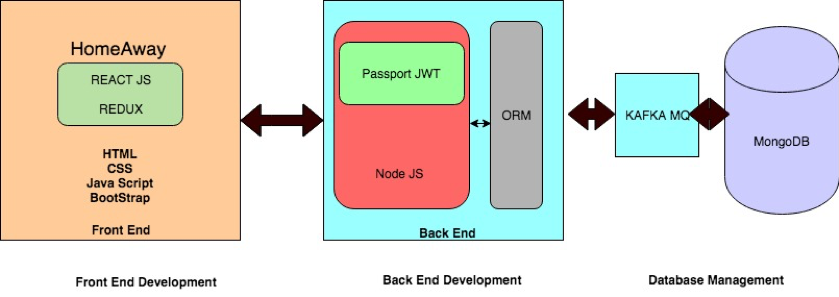 HomeAway
REACT JS
REDUX
HTML
CSS
Java Script
BootStrap
Front End
Passport JWT
Node JS
ORM
Back End
KAFKA MQ
MongoDB
Front End Development
Back End Development
Database Management